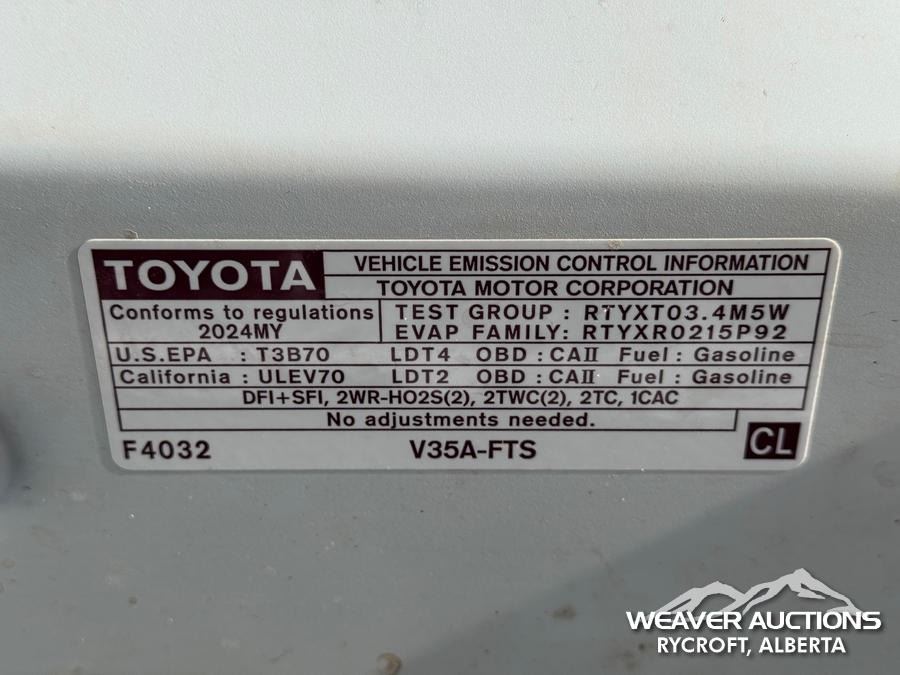 TOYOTA
VEHICLE EMISSION CONTROL INFORMATION
TOYOTA MOTOR CORPORATION
Conforms to regulations
2024MY
TEST GROUP : RTYXT03.4M5W
EVAP FAMILY: RTYXR0215P92
U.S.EPA : T3B70 LDT4 OBD : CAII Fuel : Gasoline
California : ULEV70 LDT2 OBD : CAII Fuel : Gasoline
DFI+SFI, 2WR-HO2S(2), 2TWC(2), 2TC, 1CAC
No adjustments needed.
F4032 V35A-FTS CL
WEAVER AUCTIONS
RYCROFT, ALBERTA